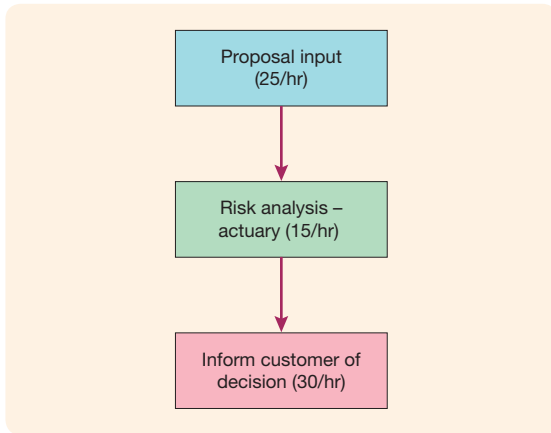 Proposal input
(25/hr)
Risk analysis –
actuary (15/hr)
Inform customer of
decision (30/hr)